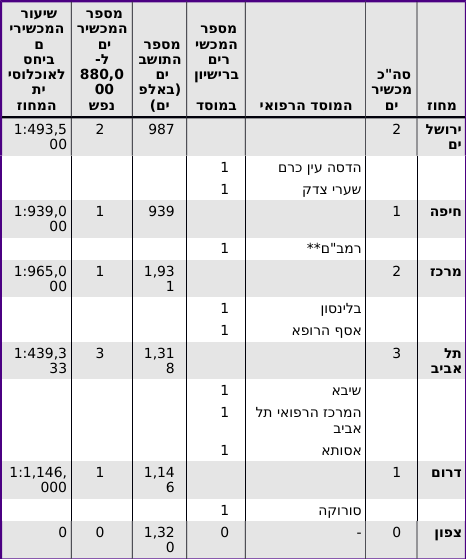 מחוז | סה"כ מכשירים | המוסד הרפואי | מספר המכשירים ברישיון במוסד | מספר התושבים (באלפים) | מספר המכשירים ל-880,000 נפש | שיעור המכשירים ביחס לאוכלוסיית המחוז
ירושלים | 2 | | | 987 | 2 | 1:493,500
הדסה עין כרם | 1
שערי צדק | 1
חיפה | 1 | | | 939 | 1 | 1:939,000
רמב"ם** | 1
מרכז | 2 | | | 1,931 | 1 | 1:965,000
בלינסון | 1
אסף הרופא | 1
תל אביב | 3 | | | 1,318 | 3 | 1:439,333
שיבא | 1
המרכז הרפואי תל אביב | 1
אסותא | 1
דרום | 1 | | | 1,146 | 1 | 1:1,146,000
סורוקה | 1
צפון | 0 | - | 0 | 1,320 | 0 | 0